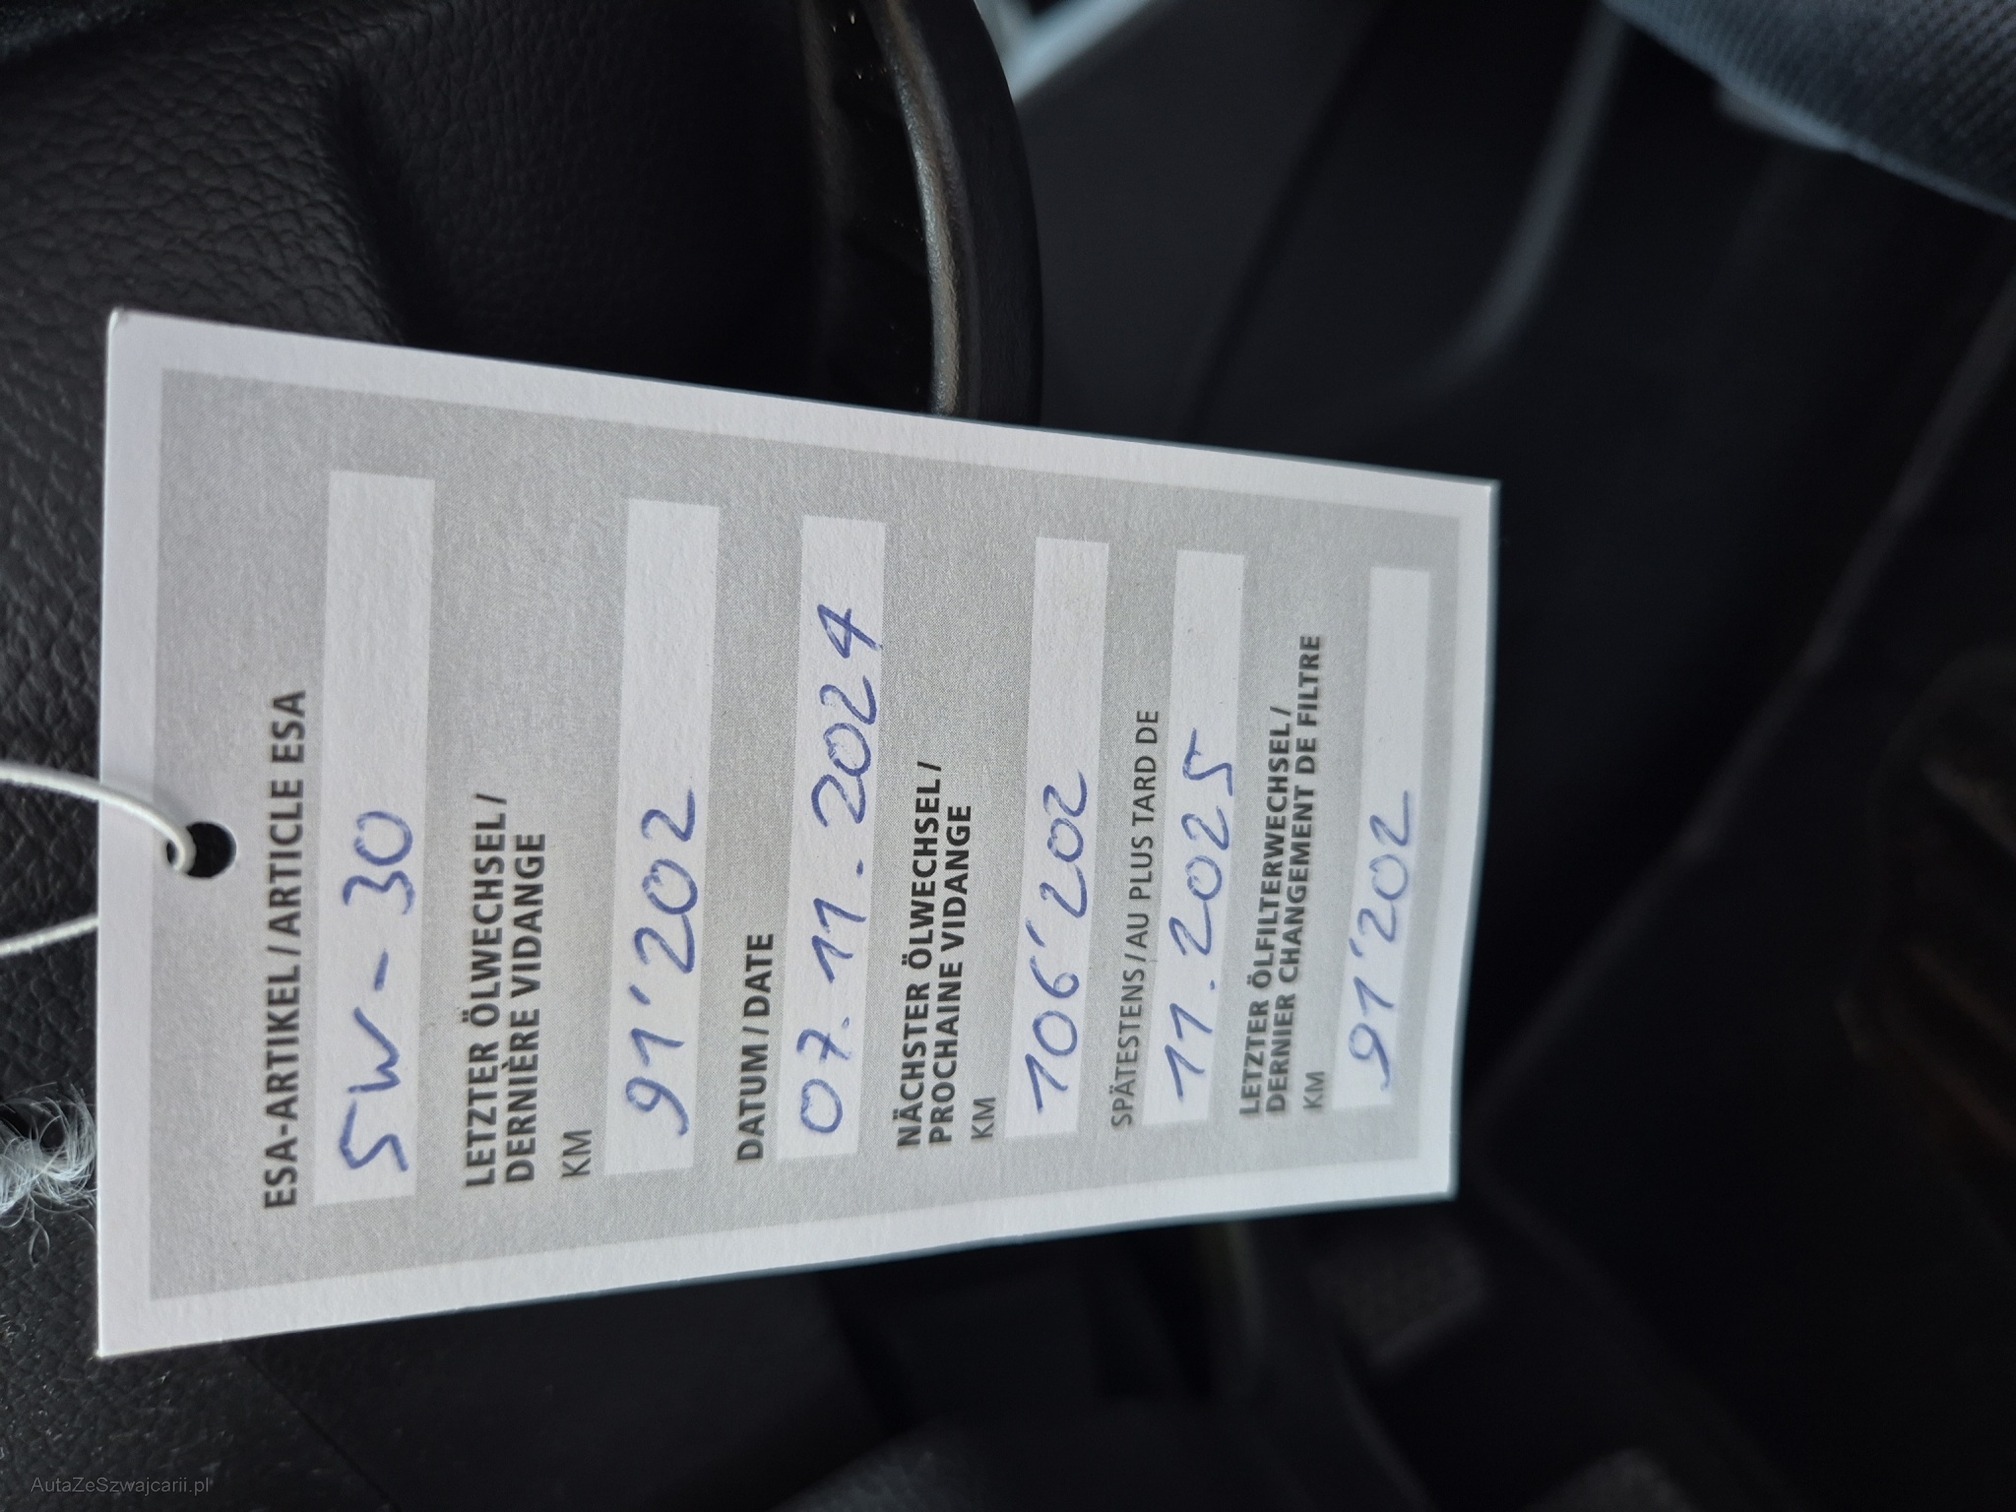 ESA-ARTIKEL / ARTICLE ESA
5W-30
LETZTER ÖLWECHSEL /
DERNIÈRE VIDANGE
KM
91'202
DATUM / DATE
07.11.2024
NÄCHSTER ÖLWECHSEL /
PROCHAINE VIDANGE
KM
106'202
SPÄTESTENS / AU PLUS TARD DE
11.2025
LETZTER ÖLFILTERWECHSEL /
DERNIER CHANGEMENT DE FILTRE
KM
91'202
AutaZeSzwajcarii.pl